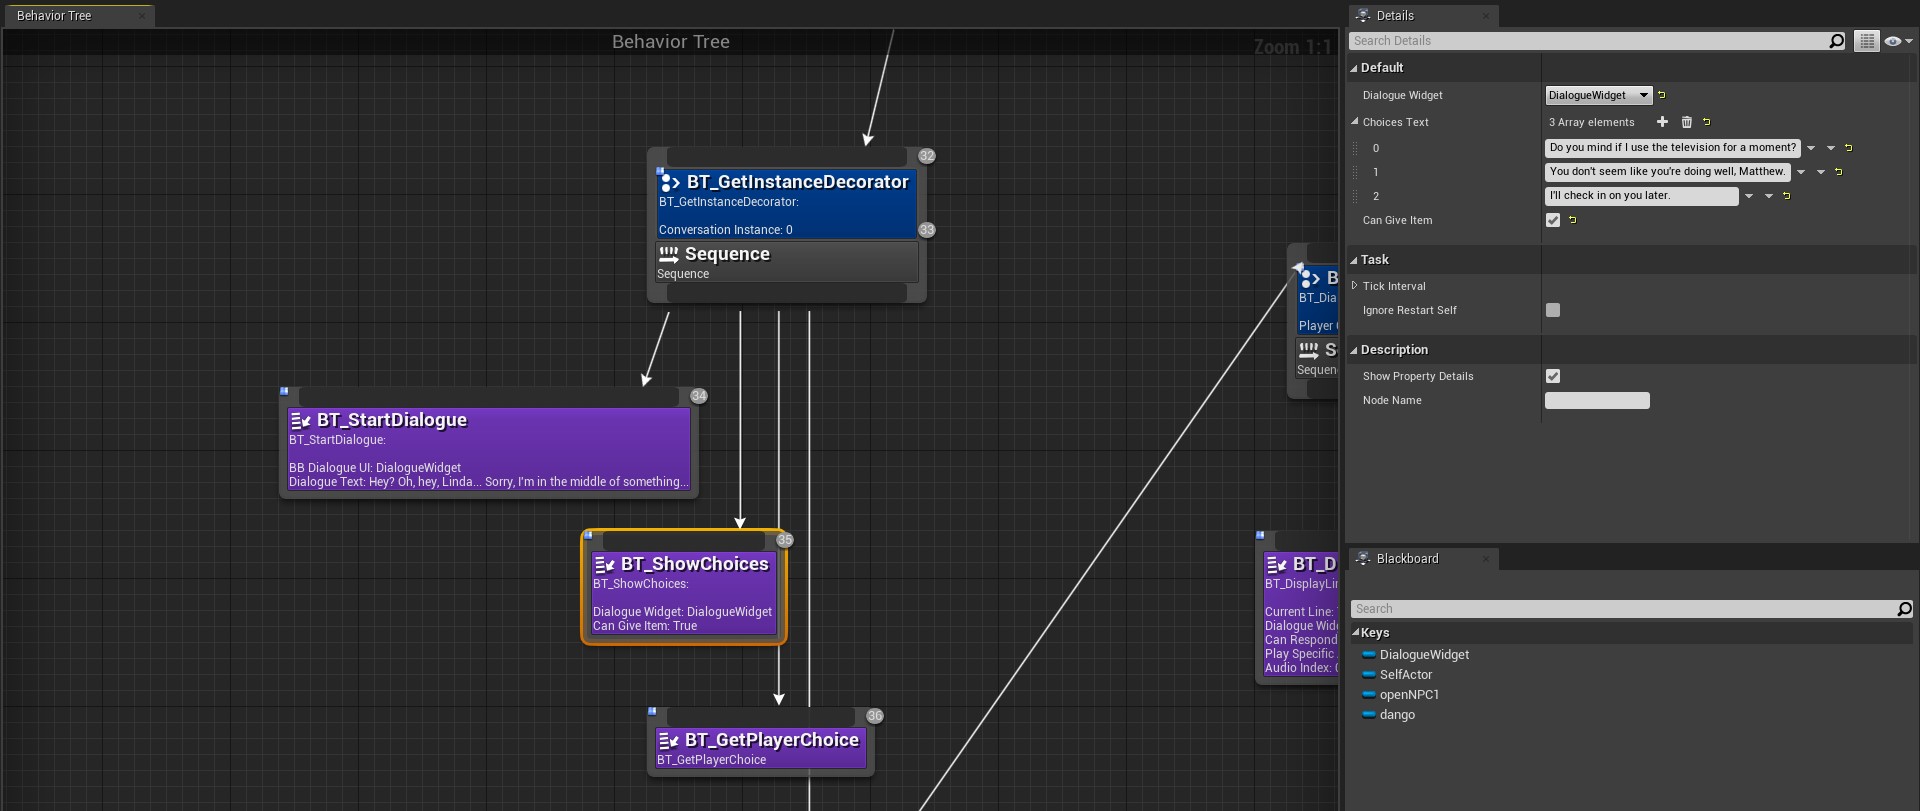 Behavior Tree
Behavior Tree
Zoom 1:1
32
BT_GetInstanceDecorator
BT_GetInstanceDecorator:
Conversation Instance: 0
33
Sequence
Sequence
34
BT_StartDialogue
BT_StartDialogue:
BB Dialogue UI: DialogueWidget
Dialogue Text: Hey? Oh, hey, Linda... Sorry, I'm in the middle of something...
35
BT_ShowChoices
BT_ShowChoices:
Dialogue Widget: DialogueWidget
Can Give Item: True
36
BT_GetPlayerChoice
BT_GetPlayerChoice
B
BT_Dia
Player
S
Sequen
BT_D
BT_DisplayLi
Current Line:
Dialogue Wid
Can Respond
Play Specific
Audio Index:
Details
Search Details
Default
Dialogue Widget DialogueWidget
Choices Text 3 Array elements
0 Do you mind if I use the television for a moment?
1 You don't seem like you're doing well, Matthew.
2 I'll check in on you later.
Can Give Item
Task
Tick Interval
Ignore Restart Self
Description
Show Property Details
Node Name
Blackboard
Search
Keys
DialogueWidget
SelfActor
openNPC1
dango